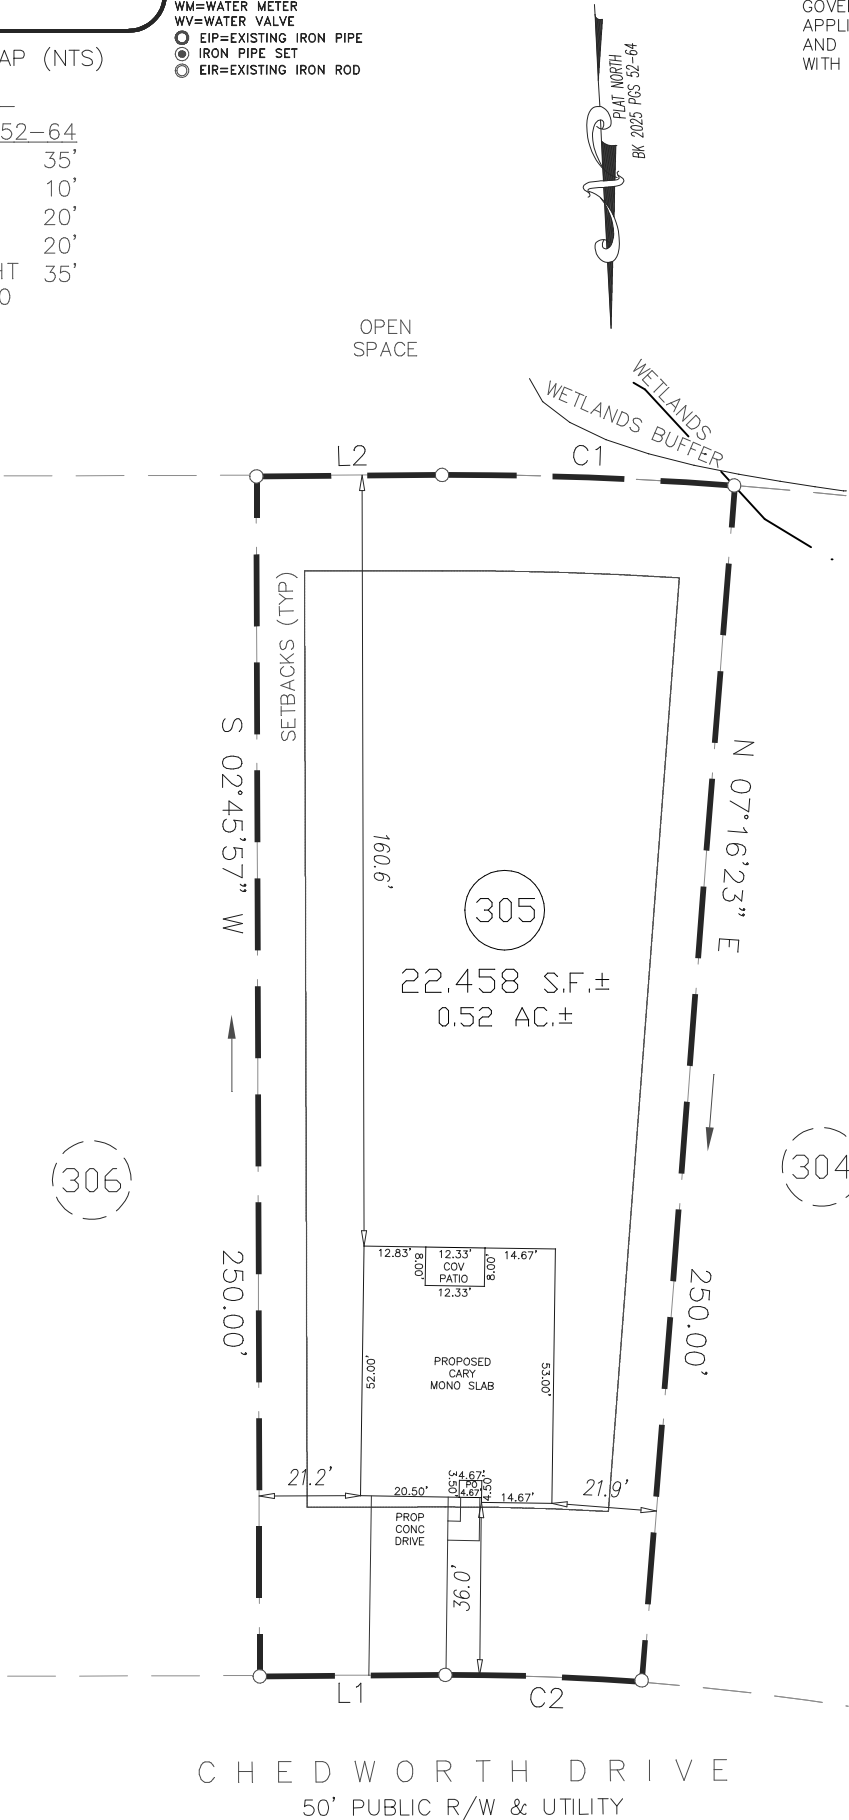 WM=WATER METER
WV=WATER VALVE
EIP=EXISTING IRON PIPE
IRON PIPE SET
EIR=EXISTING IRON ROD
AP (NTS)
52-64
35'
10'
20'
20'
HT 35'
PLAT NORTH
BK 2025 PGS 52-64
APPLI
AND
WITH
OPEN
SPACE
WETLANDS
WETLANDS BUFFER
L2
C1
SETBACKS (TYP)
S 02°45'57" W
N 07°16'23" E
160.6'
305
22,458 S.F.±
0.52 AC.±
306
304
250.00'
250.00'
12.83'
12.33'
14.67'
8.00'
COV
PATIO
8.00'
12.33'
52.00'
PROPOSED
CARY
MONO SLAB
53.00'
21.2'
20.50'
3.50'
4.67'
PO
4.67'
4.50'
14.67'
21.9'
PROP
CONC
DRIVE
36.0'
L1
C2
CHEDWORTH DRIVE
50' PUBLIC R/W & UTILITY